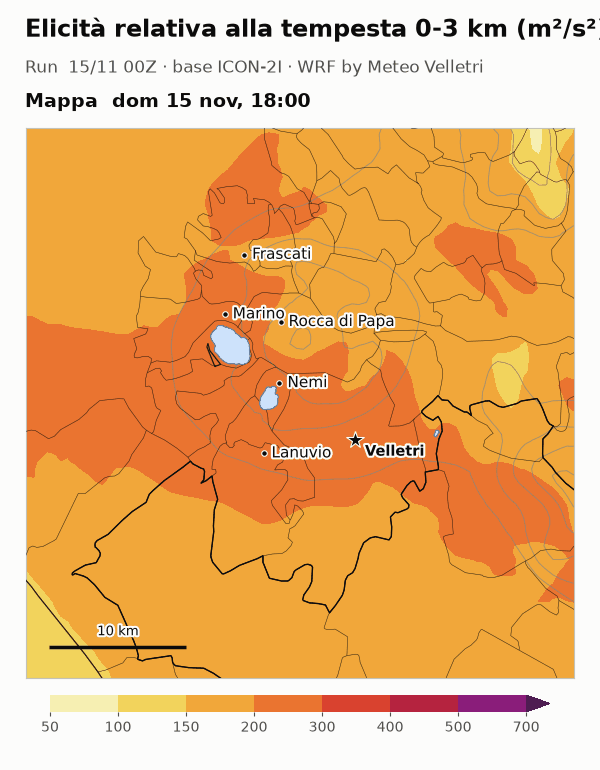 Elicità relativa alla tempesta 0-3 km (m²/s²)
Run 15/11 00Z · base ICON-2I · WRF by Meteo Velletri
Mappa dom 15 nov, 18:00
Frascati
Marino
Rocca di Papa
Nemi
Velletri
Lanuvio
10 km
50 100 150 200 300 400 500 700